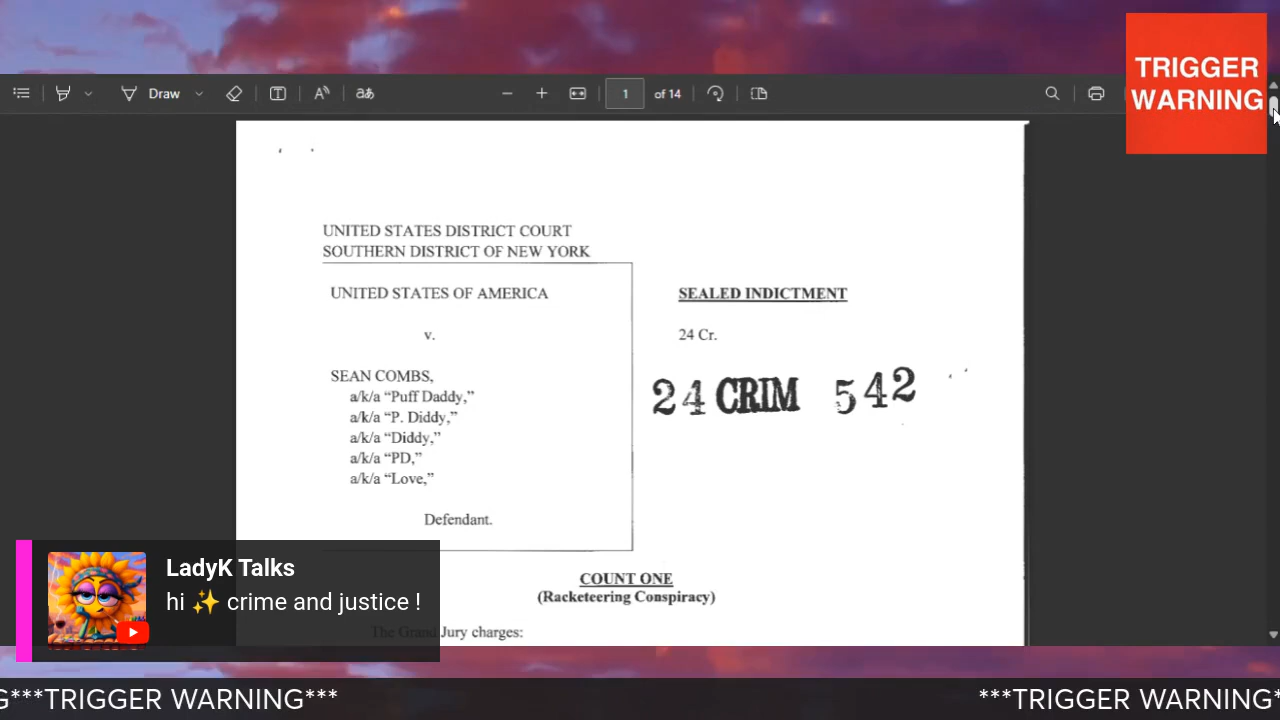 TRIGGER
WARNING
Draw
aあ
1 of 14
UNITED STATES DISTRICT COURT
SOUTHERN DISTRICT OF NEW YORK
UNITED STATES OF AMERICA
v.
SEAN COMBS,
a/k/a “Puff Daddy,”
a/k/a “P. Diddy,”
a/k/a “Diddy,”
a/k/a “PD,”
a/k/a “Love,”
Defendant.
SEALED INDICTMENT
24 Cr.
24 CRIM 542
COUNT ONE
(Racketeering Conspiracy)
The Grand Jury charges:
LadyK Talks
hi ✨ crime and justice !
G***TRIGGER WARNING*** ***TRIGGER WARNING*